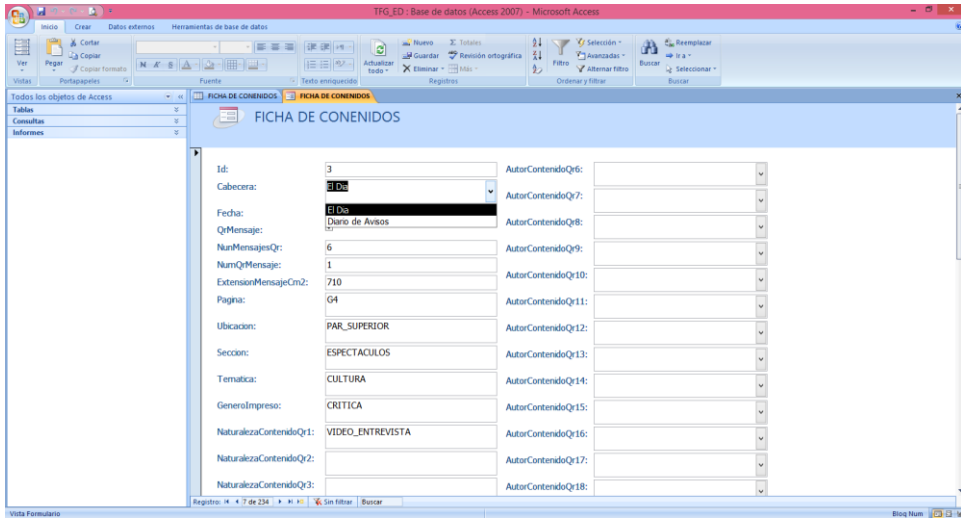 TFG_ED : Base de datos (Access 2007) - Microsoft Access
Inicio Crear Datos externos Herramientas de base de datos
Ver
Vistas
Pegar
Cortar
Copiar
Copiar formato
Portapapeles
N K S
Fuente
Texto enriquecido
Actualizar todo
Nuevo
Guardar
Eliminar
Totales
Revisión ortográfica
Más
Registros
Filtro
Selección
Avanzadas
Alternar filtro
Ordenar y filtrar
Buscar
Reemplazar
Ir a
Seleccionar
Buscar
Todos los objetos de Access
Tablas
Consultas
Informes
FICHA DE CONENIDOS FICHA DE CONENIDOS
FICHA DE CONENIDOS
Id: 3
Cabecera: El Dia
El Dia
Diario de Avisos
Fecha:
QrMensaje:
NunMensajesQr: 6
NumQrMensaje: 1
ExtensionMensajeCm2: 710
Pagina: G4
Ubicacion: PAR_SUPERIOR
Seccion: ESPECTACULOS
Tematica: CULTURA
GeneroImpreso: CRITICA
NaturalezaContenidoQr1: VIDEO_ENTREVISTA
NaturalezaContenidoQr2:
NaturalezaContenidoQr3:
AutorContenidoQr6:
AutorContenidoQr7:
AutorContenidoQr8:
AutorContenidoQr9:
AutorContenidoQr10:
AutorContenidoQr11:
AutorContenidoQr12:
AutorContenidoQr13:
AutorContenidoQr14:
AutorContenidoQr15:
AutorContenidoQr16:
AutorContenidoQr17:
AutorContenidoQr18:
Registro: 7 de 234 Sin filtrar Buscar
Vista Formulario
Bloq Num